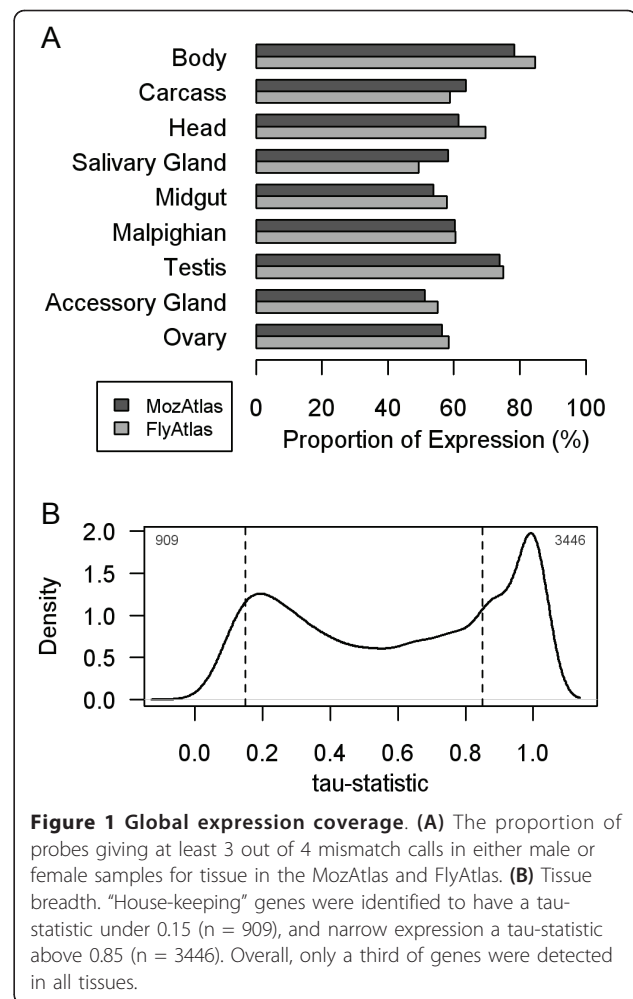 A
Body
Carcass
Head
Salivary Gland
Midgut
Malpighian
Testis
Accessory Gland
Ovary
MozAtlas
FlyAtlas
0 20 40 60 80 100
Proportion of Expression (%)
B
909
3446
2.0
1.5
1.0
0.5
0.0
Density
0.0 0.2 0.4 0.6 0.8 1.0
tau-statistic
Figure 1 Global expression coverage. (A) The proportion of
probes giving at least 3 out of 4 mismatch calls in either male or
female samples for tissue in the MozAtlas and FlyAtlas. (B) Tissue
breadth. "House-keeping" genes were identified to have a tau-
statistic under 0.15 (n = 909), and narrow expression a tau-statistic
above 0.85 (n = 3446). Overall, only a third of genes were detected
in all tissues.